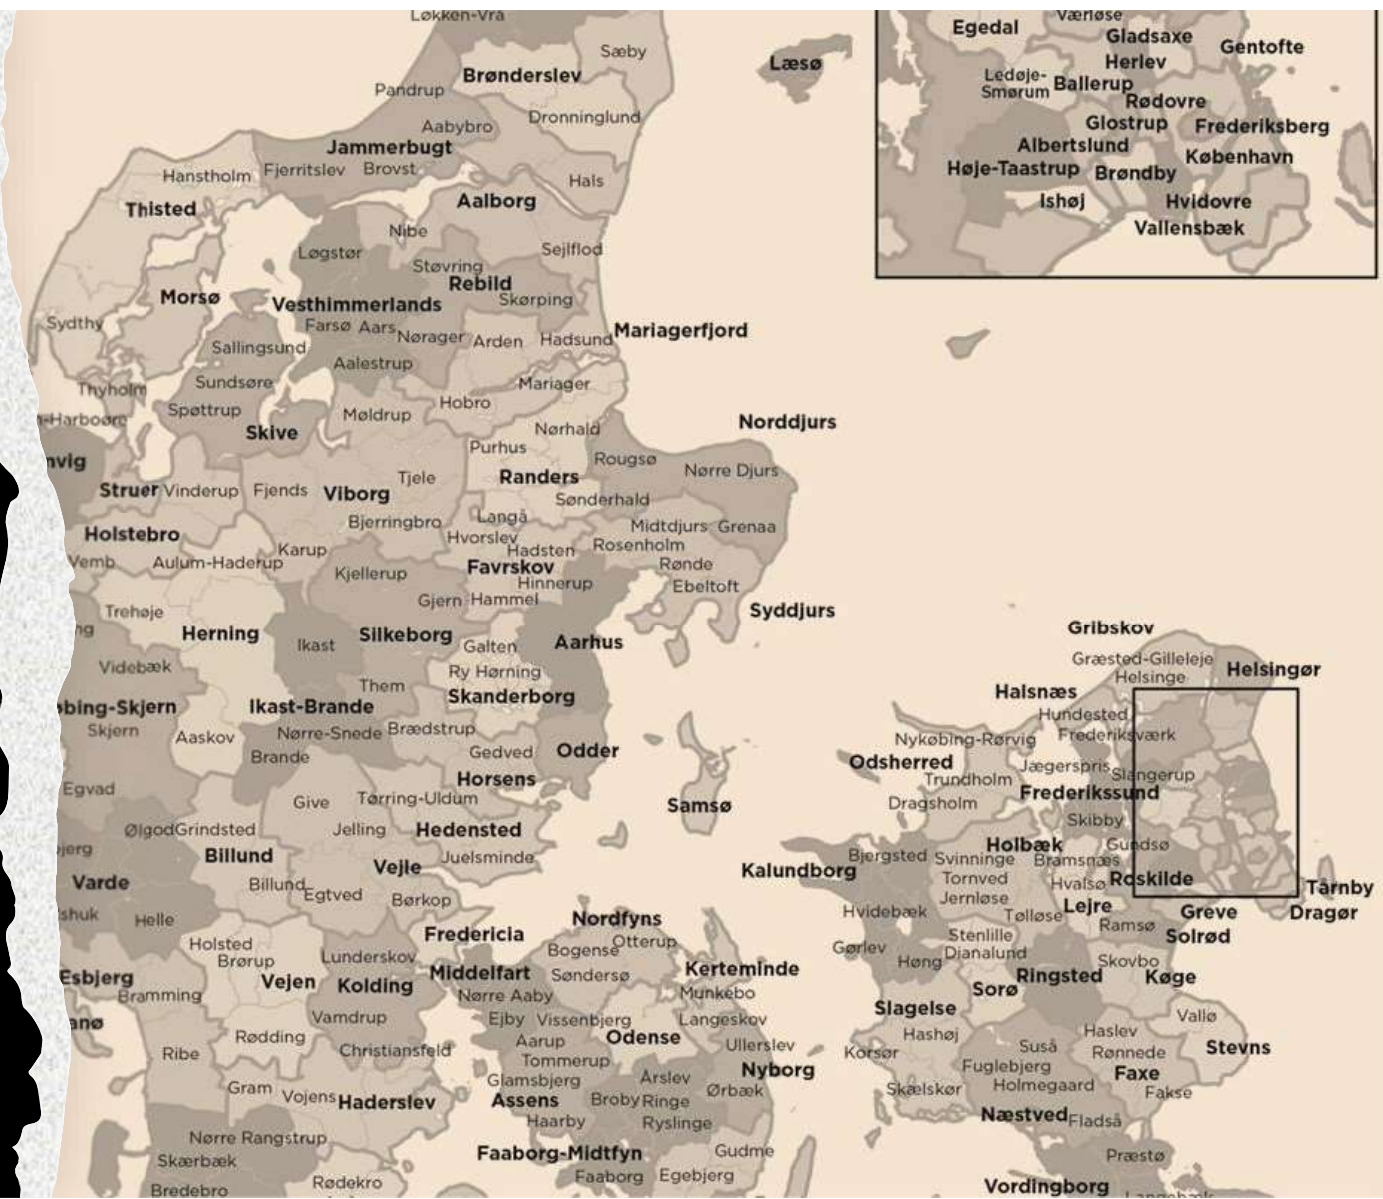 Løkken-Vrå
Sæby
Brønderslev
Pandrup
Dronninglund
Aabybro
Jammerbugt
Fjerritslev
Brovst
Hanstholm
Thisted
Hals
Aalborg
Nibe
Løgstør
Sejlflod
Støvring
Rebild
Skørping
Morsø
Vesthimmerlands
Farsø
Aars
Nørager
Arden
Hadsund
Mariagerfjord
Sydthy
Sallingsund
Aalestrup
Thyholm
Sundsøre
Mariager
Spøttrup
Møldrup
Hobro
Skive
Nørhald
Norddjurs
n-Harboøre
nvig
Purhus
Rougsø
Nørre Djurs
Struer
Vinderup
Fjends
Viborg
Tjele
Randers
Sønderhald
Holstebro
Bjerringbro
Langå
Midtdjurs
Grenaa
Hvorslev
Hadsten
Rosenholm
Vemb
Aulum-Haderup
Karup
Favrskov
Rønde
Kjellerup
Hinnerup
Ebeltoft
Trehøje
Gjern
Hammel
Syddjurs
ng
Herning
Ikast
Silkeborg
Galten
Aarhus
Videbæk
Ry
Hørning
Them
Skanderborg
øbing-Skjern
Ikast-Brande
Skjern
Aaskov
Nørre-Snede
Brædstrup
Brande
Gedved
Odder
Horsens
Egvad
Give
Tørring-Uldum
Samsø
Ølgod
Grindsted
Jelling
Hedensted
jerg
Billund
Vejle
Juelsminde
Varde
Billund
Egtved
Børkop
lshuk
Helle
Fredericia
Nordfyns
Holsted
Brørup
Lunderskov
Bogense
Otterup
Esbjerg
Vejen
Kolding
Middelfart
Søndersø
Kerteminde
Bramming
Nørre Aaby
Munkebo
anø
Vamdrup
Ejby
Vissenbjerg
Langeskov
Rødding
Aarup
Odense
Ullerslev
Ribe
Christiansfeld
Tommerup
Nyborg
Gram
Vojens
Haderslev
Glamsbjerg
Årslev
Ørbæk
Assens
Broby
Ringe
Haarby
Ryslinge
Nørre Rangstrup
Faaborg-Midtfyn
Gudme
Skærbæk
Faaborg
Egebjerg
Bredebro
Rødekro
Læsø
Egedal
Værløse
Gladsaxe
Gentofte
Herlev
Ledøje-
Smørum
Ballerup
Rødovre
Glostrup
Frederiksberg
Albertslund
København
Høje-Taastrup
Brøndby
Ishøj
Hvidovre
Vallensbæk
Gribskov
Græsted-Gilleleje
Helsingør
Helsinge
Halsnæs
Hundested
Frederiksværk
Nykøbing-Rørvig
Odsherred
Jægerspris
Slangerup
Trundholm
Frederikssund
Dragsholm
Skibby
Holbæk
Gundsø
Bjergsted
Svinninge
Bramsnæs
Kalundborg
Tornved
Hvalsø
Roskilde
Tårnby
Jernløse
Lejre
Hvidebæk
Tølløse
Greve
Dragør
Ramsø
Solrød
Stenlille
Gørlev
Dianalund
Høng
Skovbo
Ringsted
Køge
Sorø
Slagelse
Vallø
Hashøj
Haslev
Korsør
Suså
Rønnede
Stevns
Fuglebjerg
Faxe
Skælskør
Holmegaard
Fakse
Næstved
Fladså
Præstø
Vordingborg
Langebæk